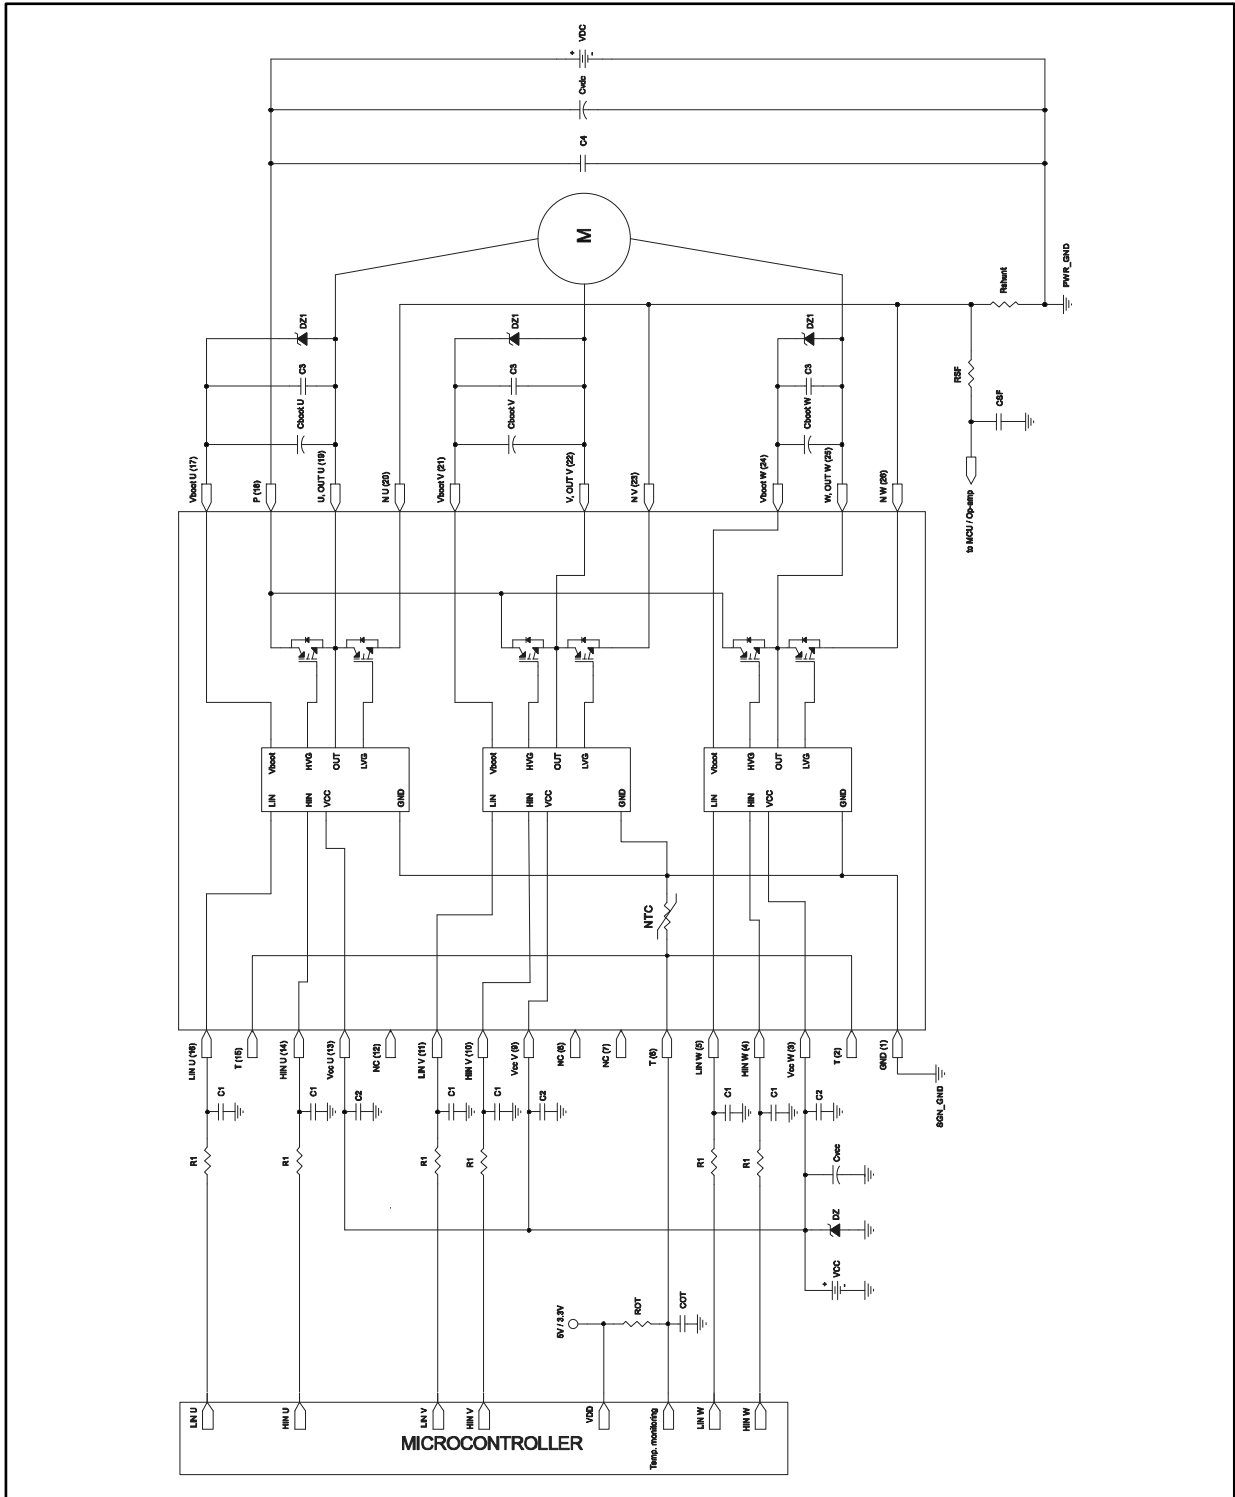 VDC
+
-
Cvdc
C4
M
Rshunt
PWR_GND
DZ1
C3
Cboot U
DZ1
C3
Cboot V
DZ1
C3
Cboot W
RSF
CSF
to MCU / Op-amp
Vboot U (17)
P (18)
U, OUT U (19)
N U (20)
Vboot V (21)
V, OUT V (22)
N V (23)
Vboot W (24)
W, OUT W (25)
N W (26)
Vboot
HVG
OUT
LVG
LIN
HIN
VCC
GND
Vboot
HVG
OUT
LVG
LIN
HIN
VCC
GND
Vboot
HVG
OUT
LVG
LIN
HIN
VCC
GND
NTC
LIN U (16)
T (15)
HIN U (14)
Vcc U (13)
NC (12)
LIN V (11)
HIN V (10)
Vcc V (9)
NC (7)
T (6)
LIN W (5)
HIN W (4)
Vcc W (3)
T (2)
GND (1)
SGN_GND
C1
C1
C2
C1
C1
C2
C1
C1
C2
R1
R1
R1
R1
R1
R1
Cvcc
DZ
VCC
+
-
5V / 3.3V
ROT
COT
LIN U
HIN U
LIN V
HIN V
VDD
Temp. monitoring
LIN W
HIN W
MICROCONTROLLER